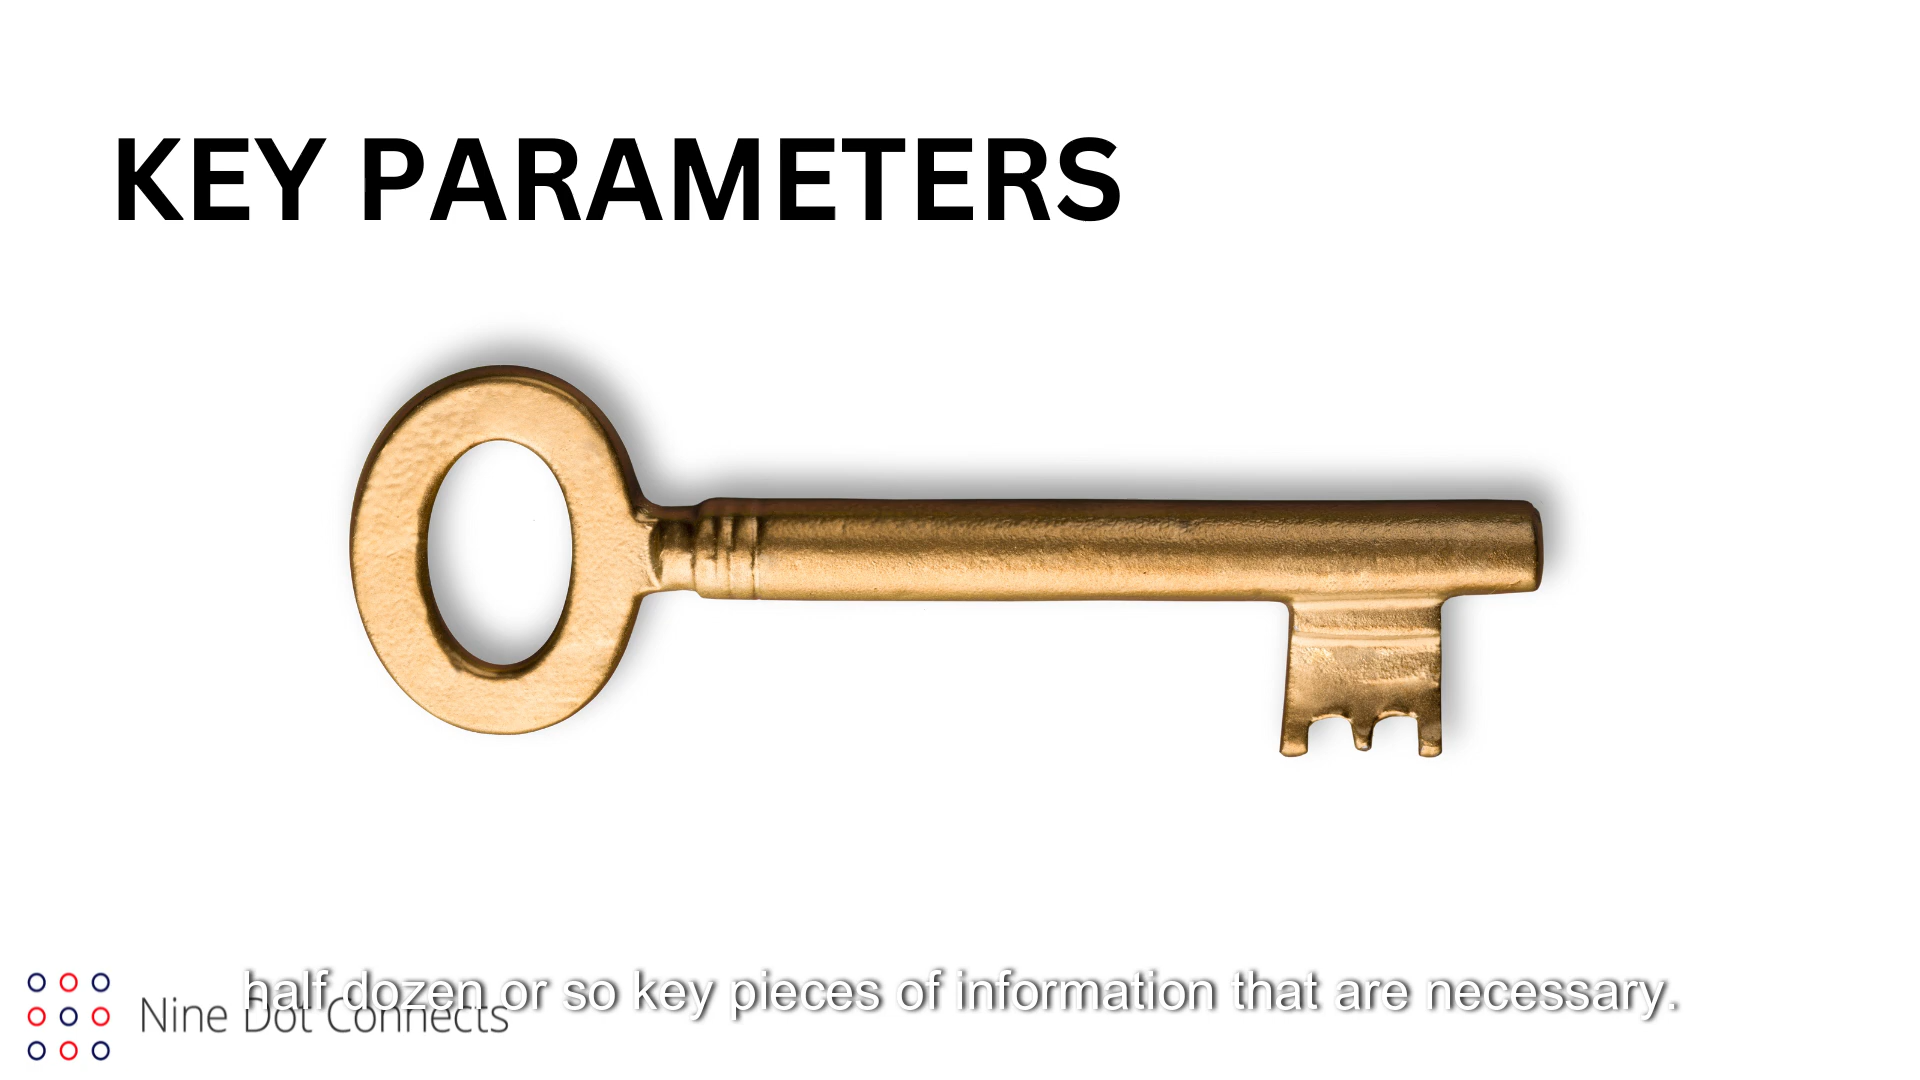 KEY PARAMETERS
half dozen or so key pieces of information that are necessary.
Nine Dot Connects